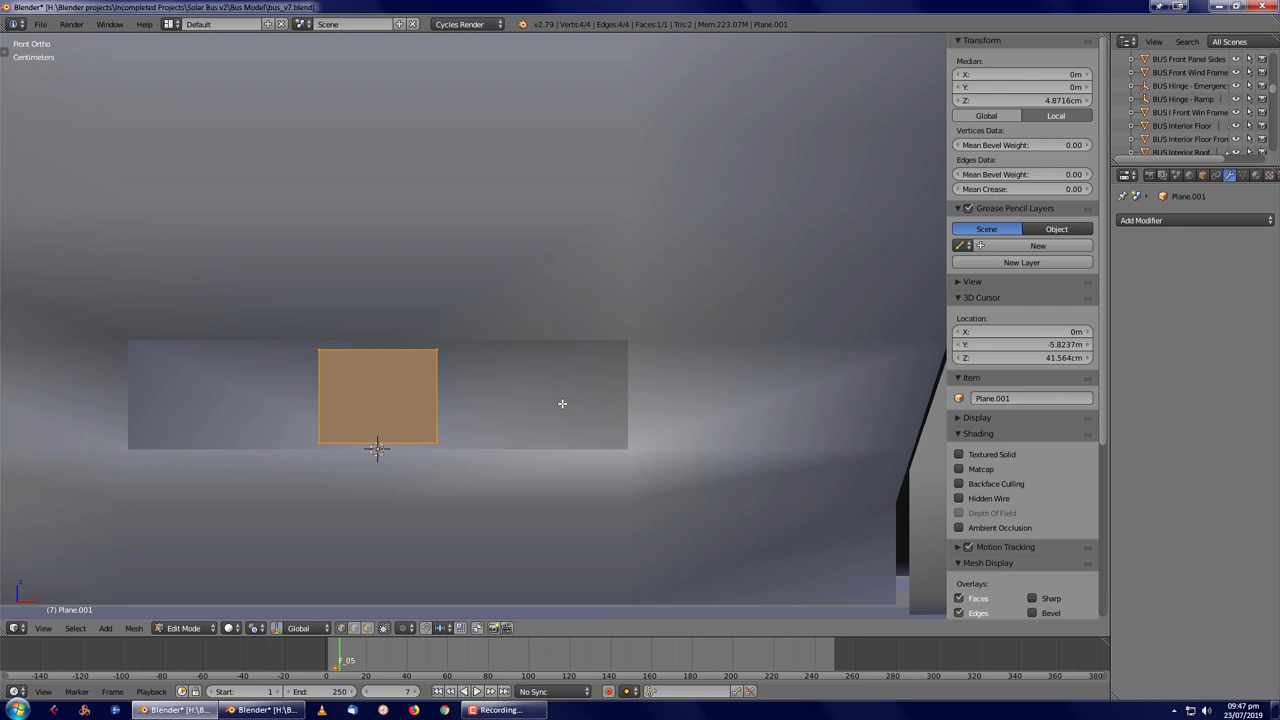 Blender* [H:\Blender projects\Incompleted Projects\Solar Bus v2\Bus Model\bus_v7.blend]
File Render Window Help Default Scene Cycles Render v2.79 | Verts:4/4 | Edges:4/4 | Faces:1/1 | Tris:2 | Mem:223.07M | Plane.001
View Search All Scenes
Front Ortho
Centimeters
Transform
Median:
X: 0m
Y: 0m
Z: 4.8716cm
Global Local
Vertices Data:
Mean Bevel Weight: 0.00
Edges Data:
Mean Bevel Weight: 0.00
Mean Crease: 0.00
Grease Pencil Layers
Scene Object
New
New Layer
View
3D Cursor
Location:
X: 0m
Y: -5.8237m
Z: 41.564cm
Item
Plane.001
Display
Shading
Textured Solid
Matcap
Backface Culling
Hidden Wire
Depth Of Field
Ambient Occlusion
Motion Tracking
Mesh Display
Overlays:
Faces Sharp
Edges Bevel
BUS Front Panel Sides
BUS Front Wind Frame
BUS Hinge - Emergenc
BUS Hinge - Ramp
BUS I Front Win Frame
BUS Interior Floor
BUS Interior Floor Fron
BUS Interior Roof
Plane.001
Add Modifier
(7) Plane.001
View Select Add Mesh Edit Mode Global
F_05
-140 -120 -100 -80 -60 -40 -20 0 20 40 60 80 100 120 140 160 180 200 220 240 260 280 300 320 340 360 380
View Marker Frame Playback Start: 1 End: 250 7 No Sync
Blender* [H:\B... Blender* [H:\B... Recording... 09:47 pm
23/07/2019